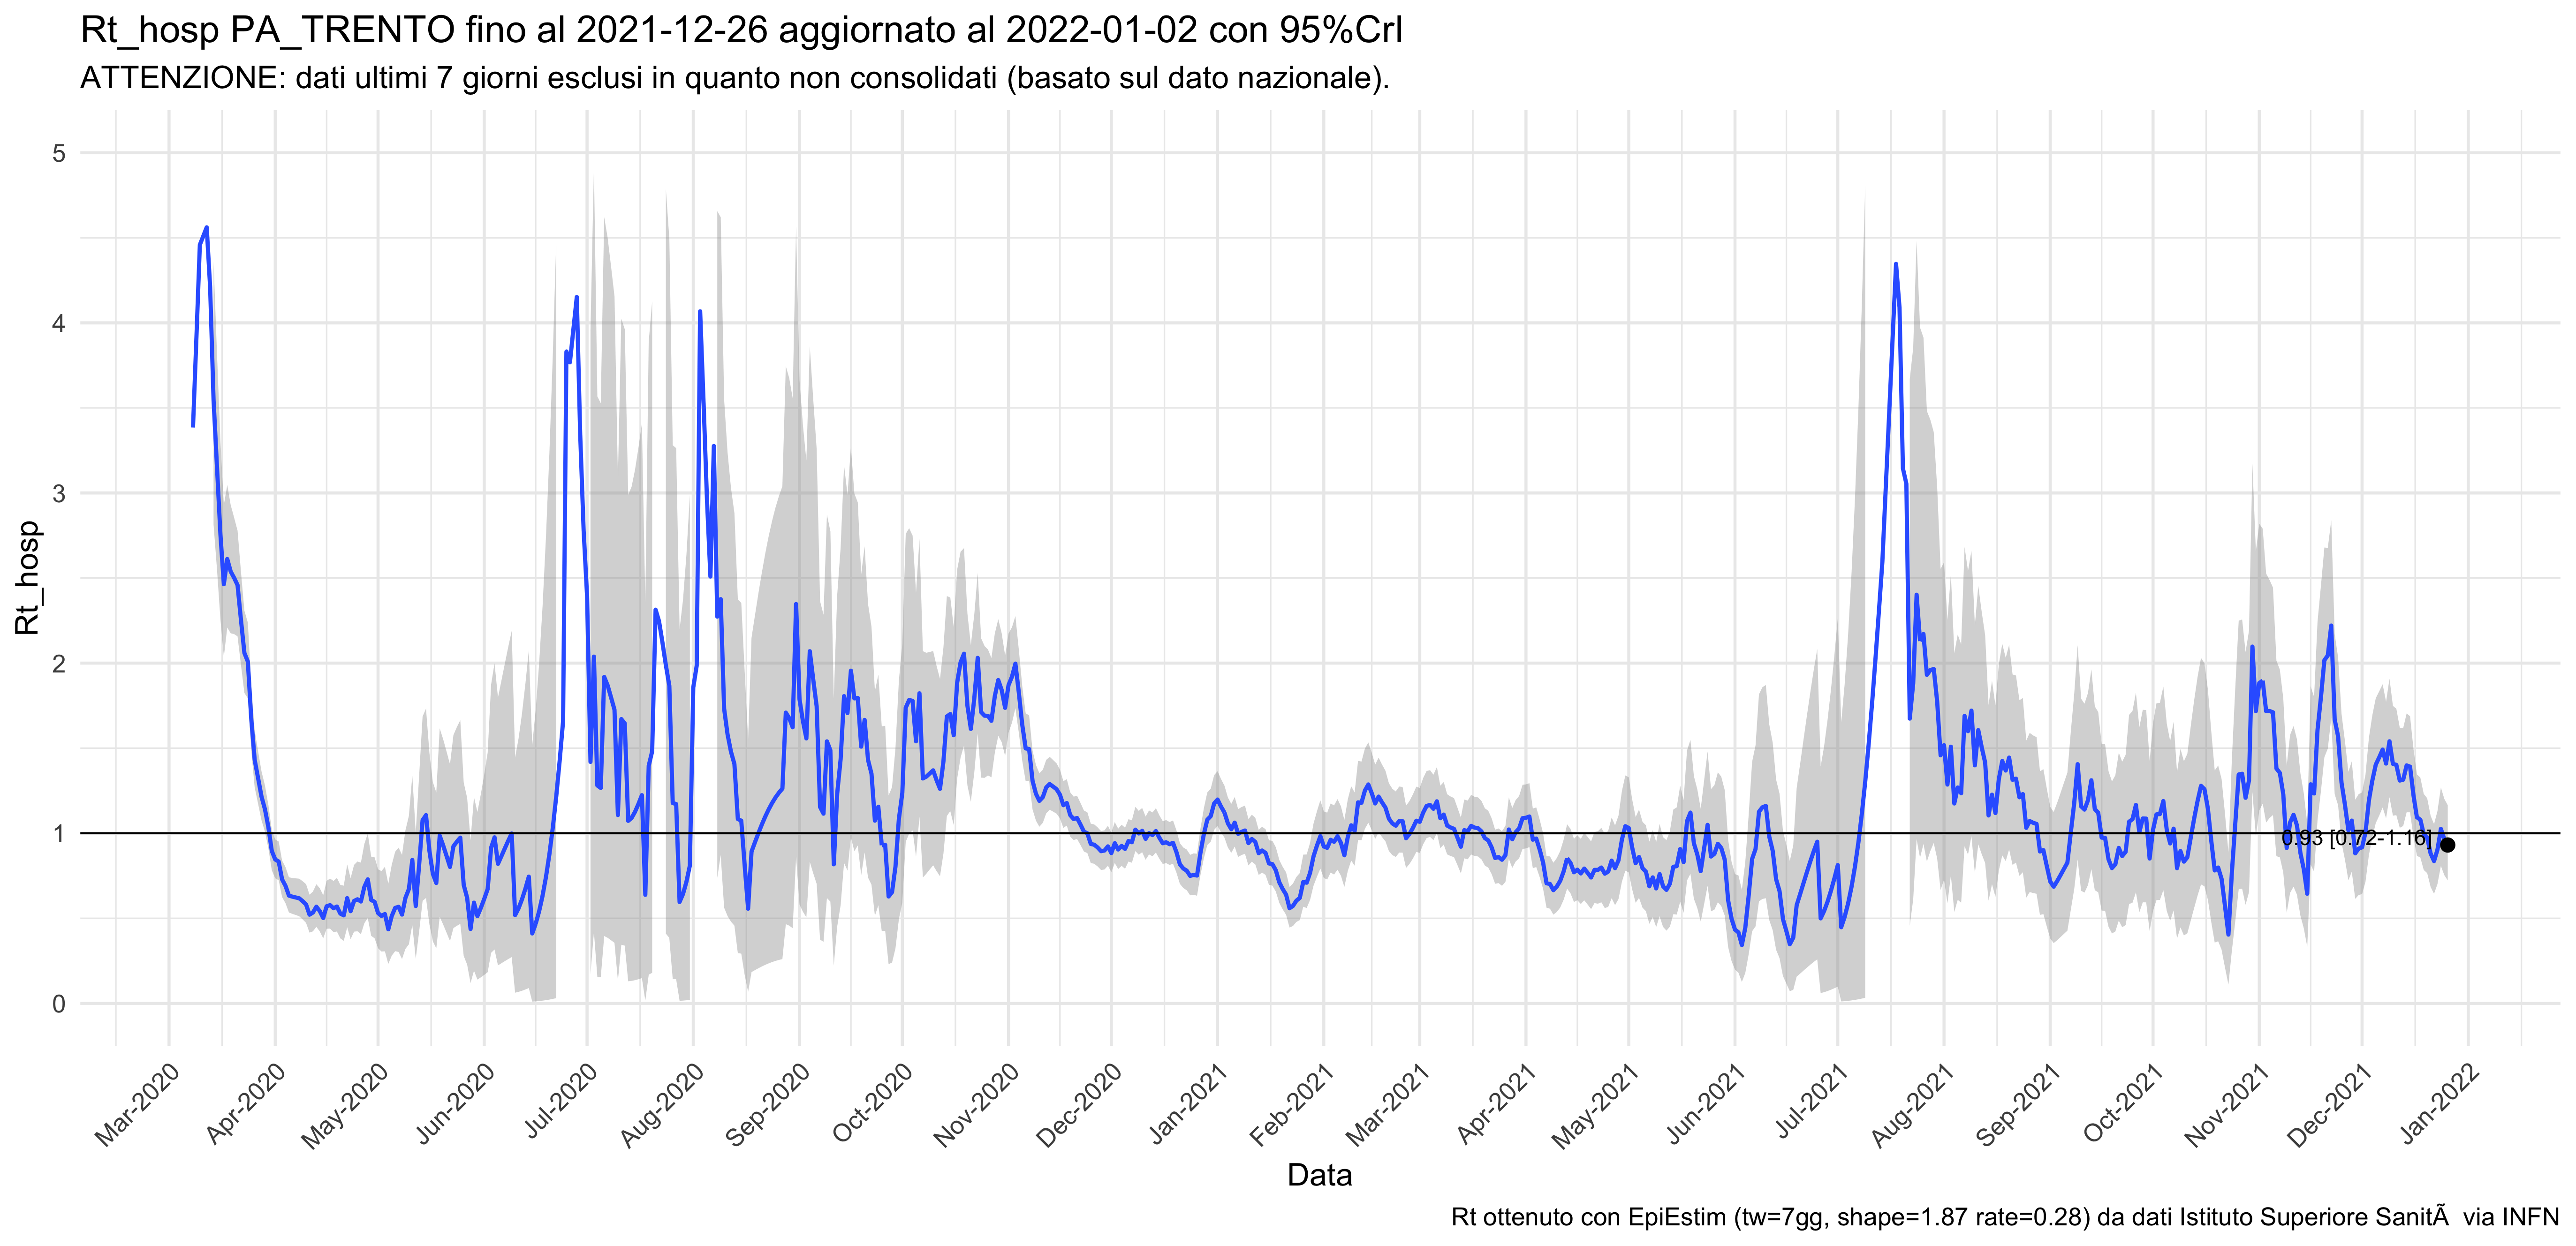 Rt_hosp PA_TRENTO fino al 2021-12-26 aggiornato al 2022-01-02 con 95%CrI
ATTENZIONE: dati ultimi 7 giorni esclusi in quanto non consolidati (basato sul dato nazionale).
Rt_hosp
5
4
3
2
1
0
0.93 [0.72-1.16]
Mar-2020
Apr-2020
May-2020
Jun-2020
Jul-2020
Aug-2020
Sep-2020
Oct-2020
Nov-2020
Dec-2020
Jan-2021
Feb-2021
Mar-2021
Apr-2021
May-2021
Jun-2021
Jul-2021
Aug-2021
Sep-2021
Oct-2021
Nov-2021
Dec-2021
Jan-2022
Data
Rt ottenuto con EpiEstim (tw=7gg, shape=1.87 rate=0.28) da dati Istituto Superiore SanitÃ  via INFN